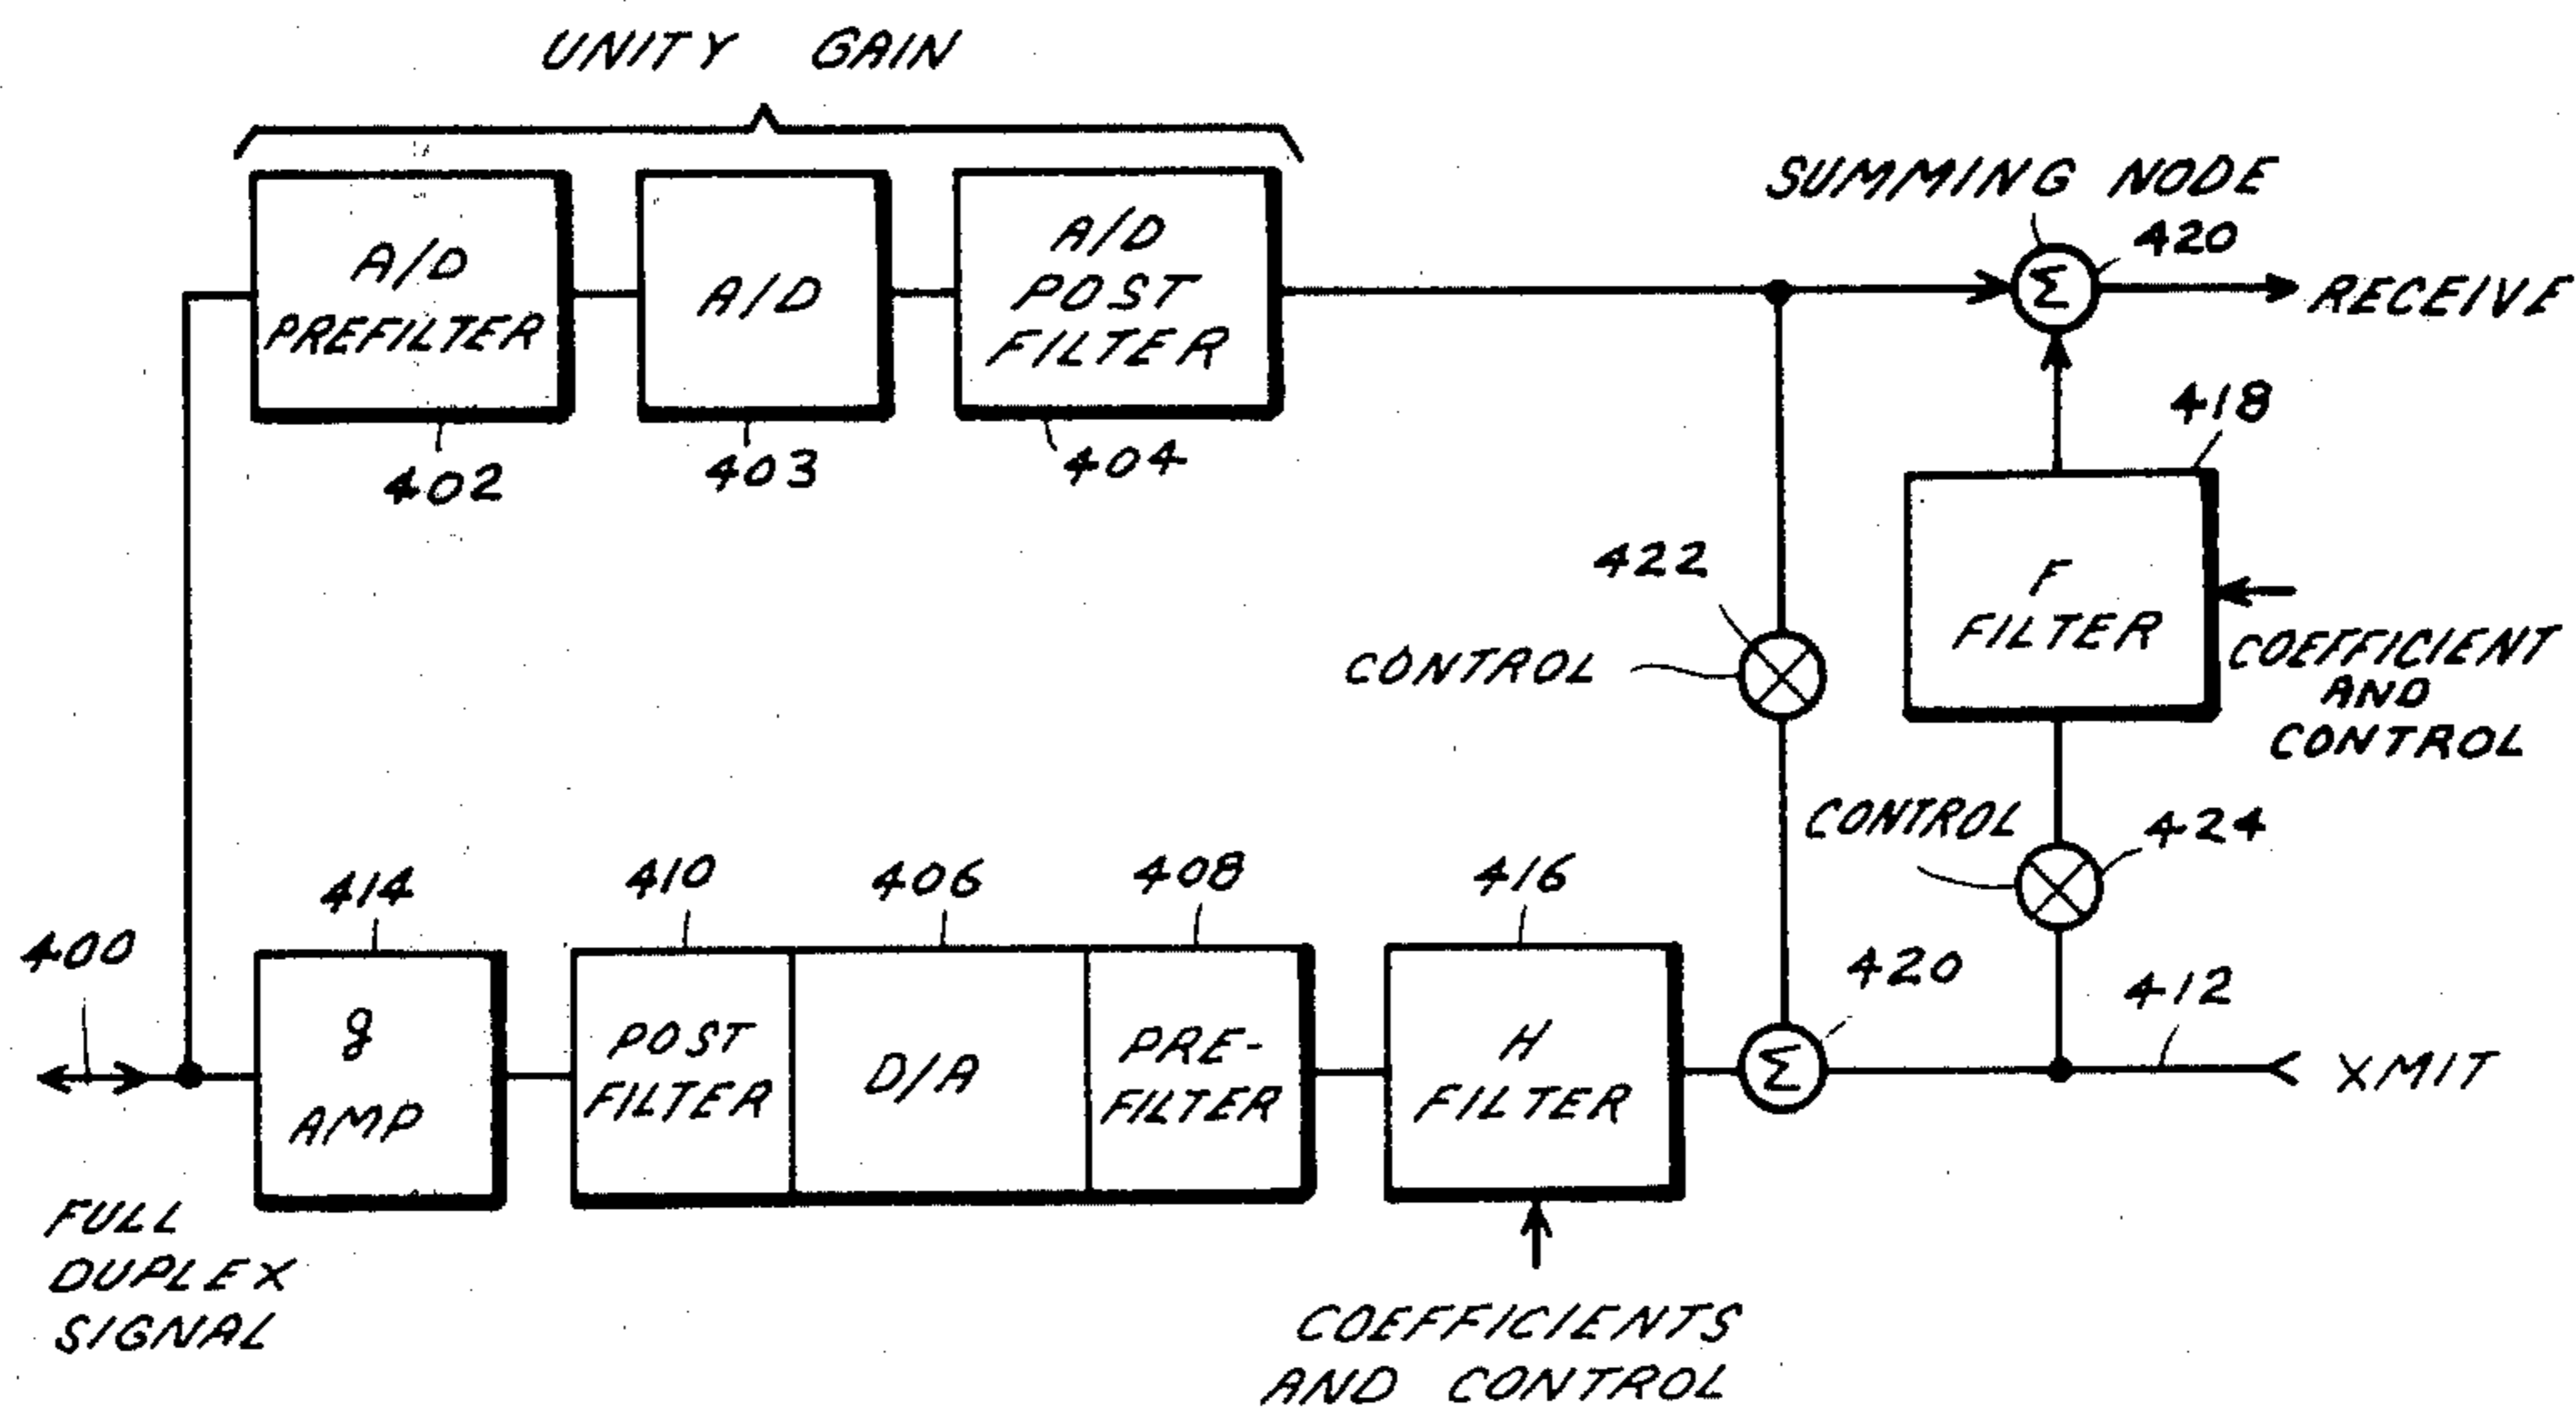 UNITY GAIN
SUMMING NODE
420
A/D
PREFILTER
A/D
A/D
POST
FILTER
Σ
RECEIVE
402
403
404
418
422
F
FILTER
CONTROL
COEFFICIENT
AND
CONTROL
CONTROL
424
414
410
406
408
416
400
420
412
g
AMP
POST
FILTER
D/A
PRE-
FILTER
H
FILTER
Σ
XMIT
FULL
DUPLEX
SIGNAL
COEFFICIENTS
AND CONTROL